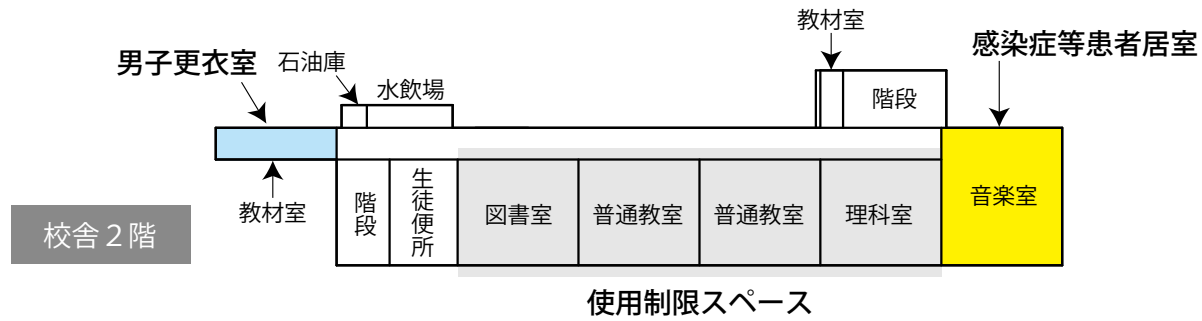 教材室
感染症等患者居室
男子更衣室
石油庫
水飲場
階段
教材室
階段
生徒便所
図書室
普通教室
普通教室
理科室
音楽室
校舎２階
使用制限スペース